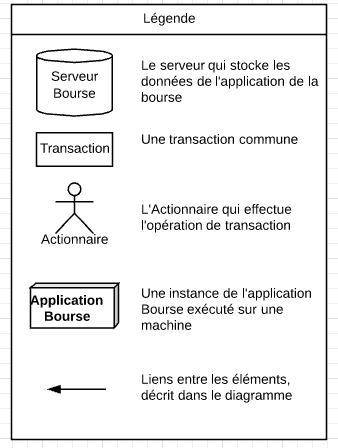 Légende
Serveur
Bourse
Le serveur qui stocke les
données de l'application de la
bourse
Transaction
Une transaction commune
Actionnaire
L'Actionnaire qui effectue
l'opération de transaction
Application
Bourse
Une instance de l'application
Bourse exécuté sur une
machine
Liens entre les éléments,
décrit dans le diagramme